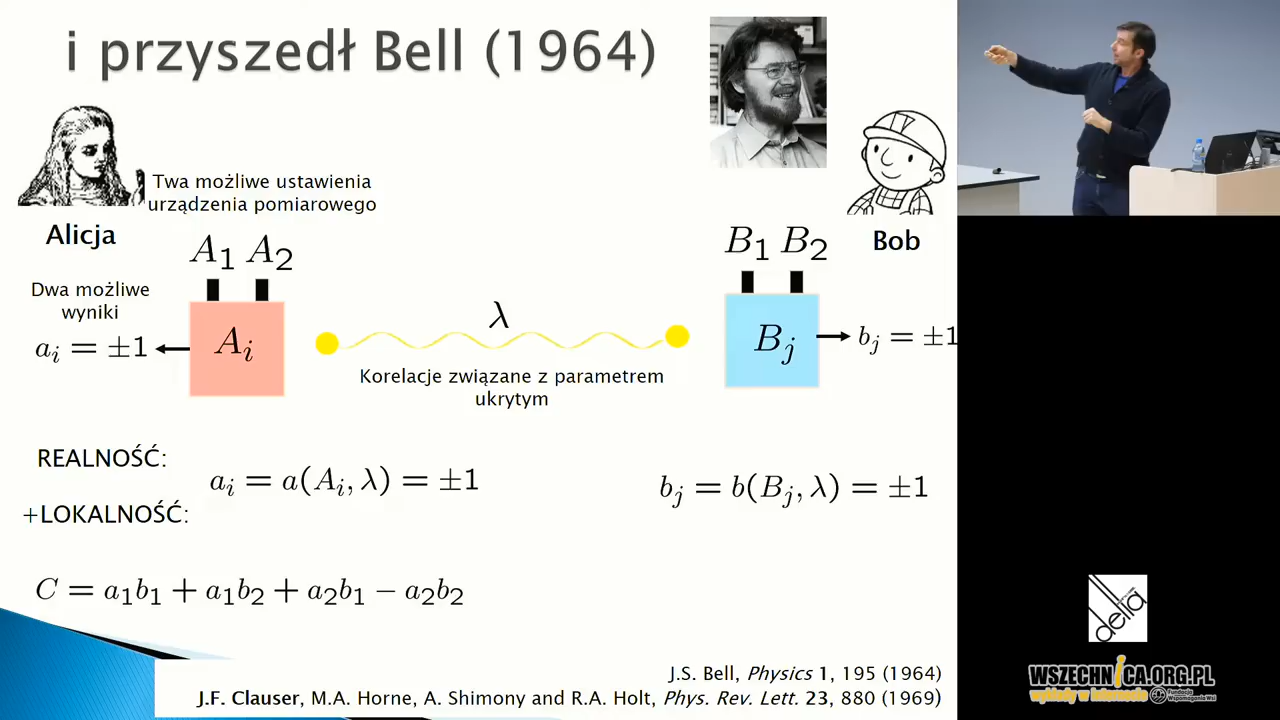 i przyszedł Bell (1964)
Twa możliwe ustawienia
urządzenia pomiarowego
Alicja
A₁ A₂
B₁ B₂
Bob
Dwa możliwe
wyniki
aᵢ = ±1
Aᵢ
λ
Bⱼ
bⱼ = ±1
Korelacje związane z parametrem
ukrytym
REALNOŚĆ:
aᵢ = a(Aᵢ, λ) = ±1
bⱼ = b(Bⱼ, λ) = ±1
+LOKALNOŚĆ:
C = a₁b₁ + a₁b₂ + a₂b₁ − a₂b₂
J.S. Bell, Physics 1, 195 (1964)
J.F. Clauser, M.A. Horne, A. Shimony and R.A. Holt, Phys. Rev. Lett. 23, 880 (1969)
delta
WSZECHNICA.ORG.PL
wykłady w internecie